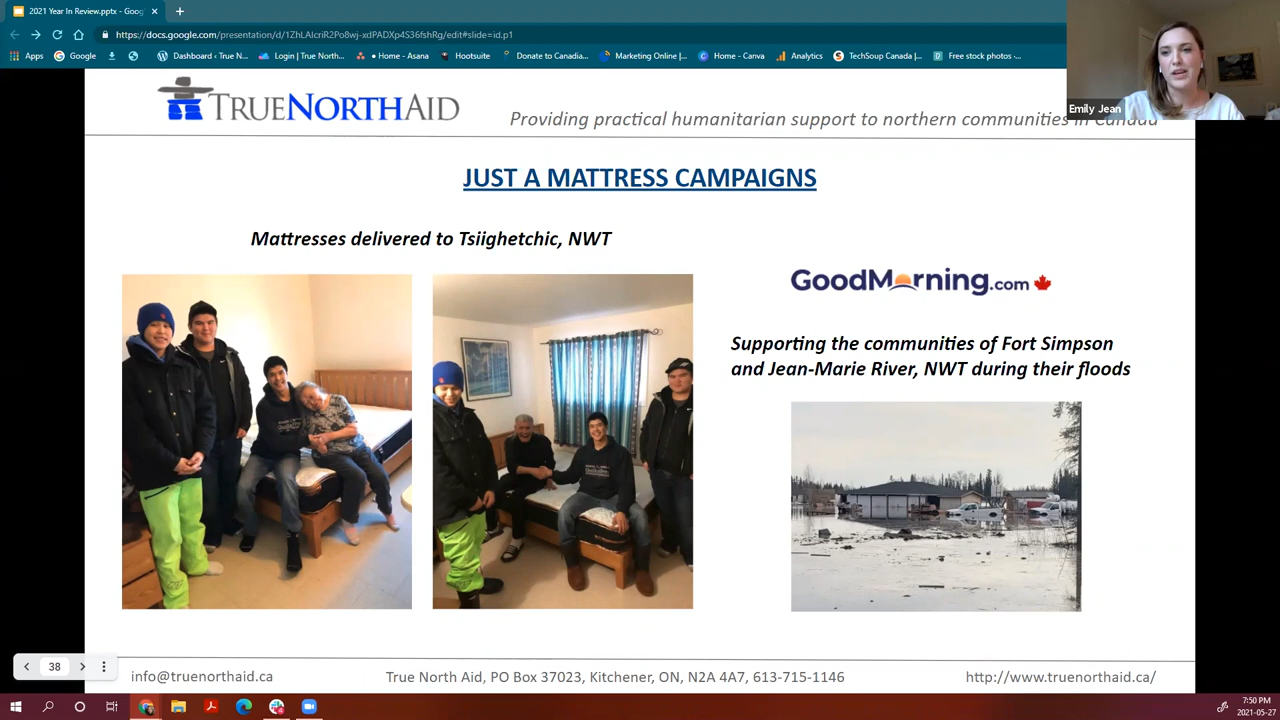 2021 Year In Review.pptx - Goog
https://docs.google.com/presentation/d/1ZhLAlcriR2Po8wj-xdPADXp4S36fshRg/edit#slide=id.p1
Apps
Google
Dashboard ‹ True N...
Login | True North...
Home - Asana
Hootsuite
Donate to Canadia...
Marketing Online |...
Home - Canva
Analytics
TechSoup Canada |...
Free stock photos ·...
Emily Jean
TRUENORTHAID
Providing practical humanitarian support to northern communities in Canada
JUST A MATTRESS CAMPAIGNS
Mattresses delivered to Tsiighetchic, NWT
GoodMorning.com
Supporting the communities of Fort Simpson
and Jean-Marie River, NWT during their floods
38
info@truenorthaid.ca
True North Aid, PO Box 37023, Kitchener, ON, N2A 4A7, 613-715-1146
http://www.truenorthaid.ca/
7:50 PM
2021-05-27